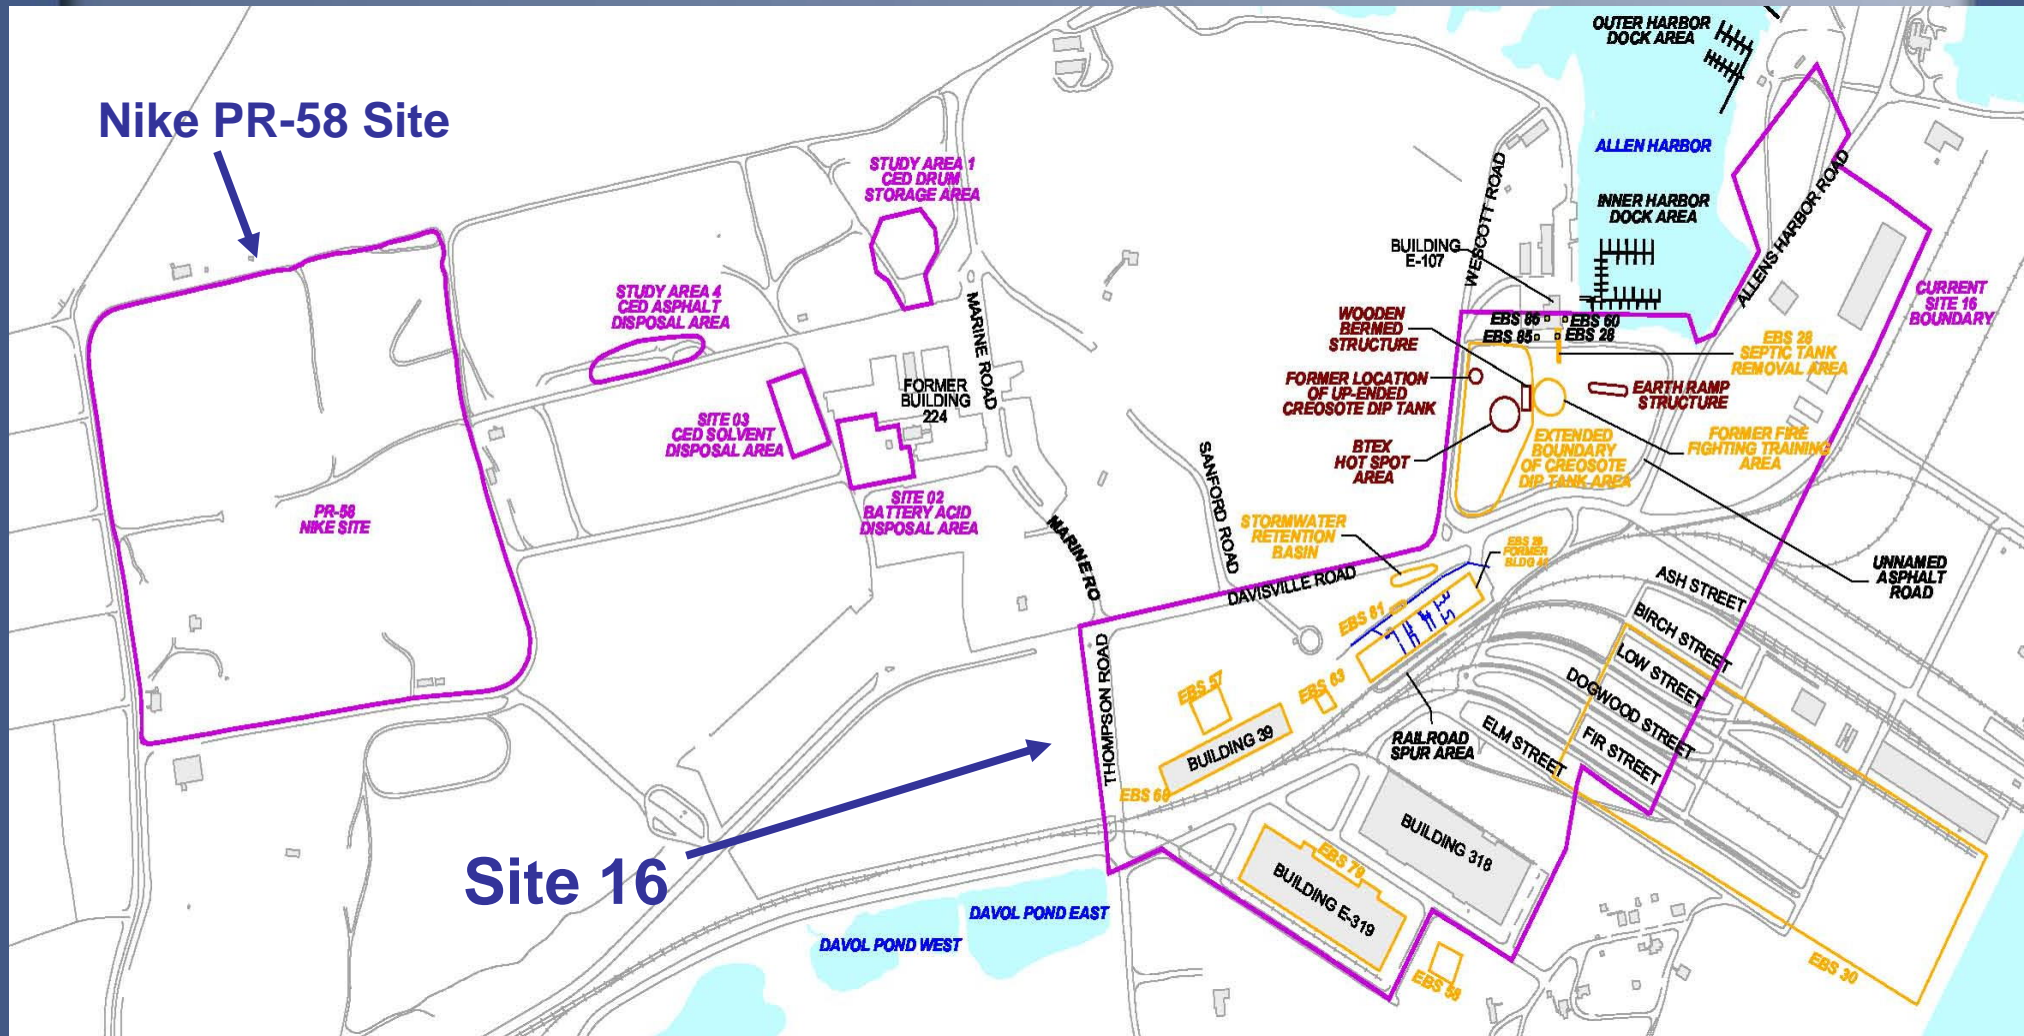 Nike PR-58 Site
OUTER HARBOR
DOCK AREA
ALLEN HARBOR
INNER HARBOR
DOCK AREA
WESCOTT ROAD
ALLENS HARBOR ROAD
STUDY AREA 1
CED DRUM
STORAGE AREA
BUILDING
E-107
CURRENT
SITE 16
BOUNDARY
STUDY AREA 4
CED ASPHALT
DISPOSAL AREA
MARINE ROAD
WOODEN
BERMED
STRUCTURE
EBS 86
EBS 60
EBS 85
EBS 28
EBS 28
SEPTIC TANK
REMOVAL AREA
FORMER LOCATION
OF UP-ENDED
CREOSOTE DIP TANK
EARTH RAMP
STRUCTURE
FORMER
BUILDING
224
SITE 03
CED SOLVENT
DISPOSAL AREA
BTEX
HOT SPOT
AREA
EXTENDED
BOUNDARY
OF CREOSOTE
DIP TANK AREA
FORMER FIRE
FIGHTING TRAINING
AREA
SITE 02
BATTERY ACID
DISPOSAL AREA
PR-58
NIKE SITE
SANFORD ROAD
MARINE RO
STORMWATER
RETENTION
BASIN
EBS 28
FORMER
UNNAMED
ASPHALT
ROAD
DAVISVILLE ROAD
EBS 81
ASH STREET
BIRCH STREET
LOW STREET
DOGWOOD STREET
FIR STREET
ELM STREET
THOMPSON ROAD
EBS 57
EBS 63
BUILDING 39
RAILROAD
SPUR AREA
BUILDING 318
EBS 79
BUILDING E-319
Site 16
DAVOL POND EAST
DAVOL POND WEST
EBS 58
EBS 30